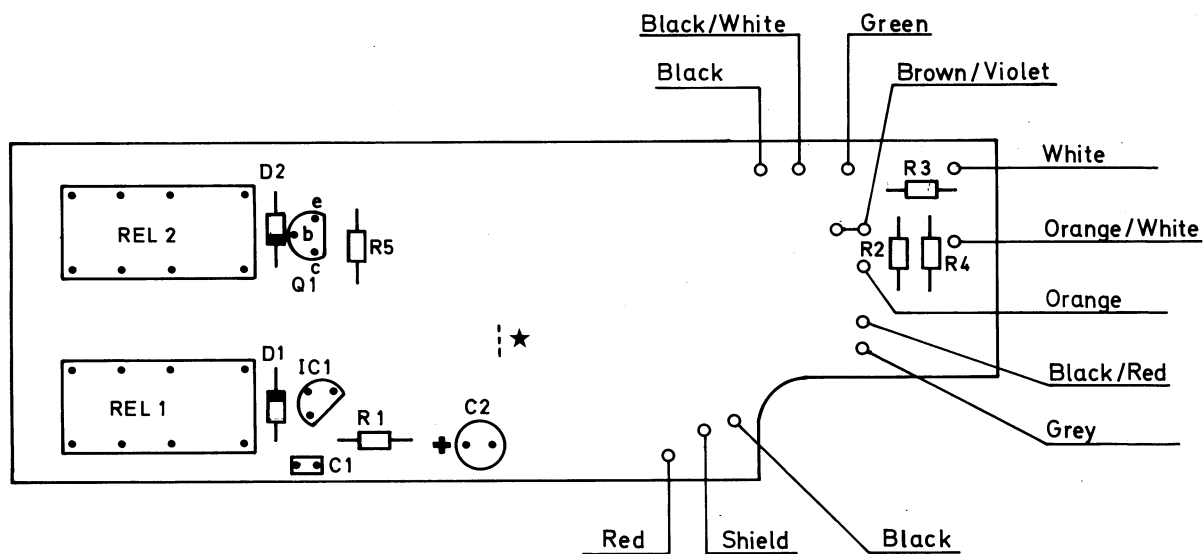 Black/White
Green
Black
Brown/Violet
White
D2
R3
e
REL 2
b
R5
Orange/White
R2
R4
c
Q1
Orange
D1
IC1
Black/Red
REL 1
R1
C2
+
Grey
C1
Red
Shield
Black